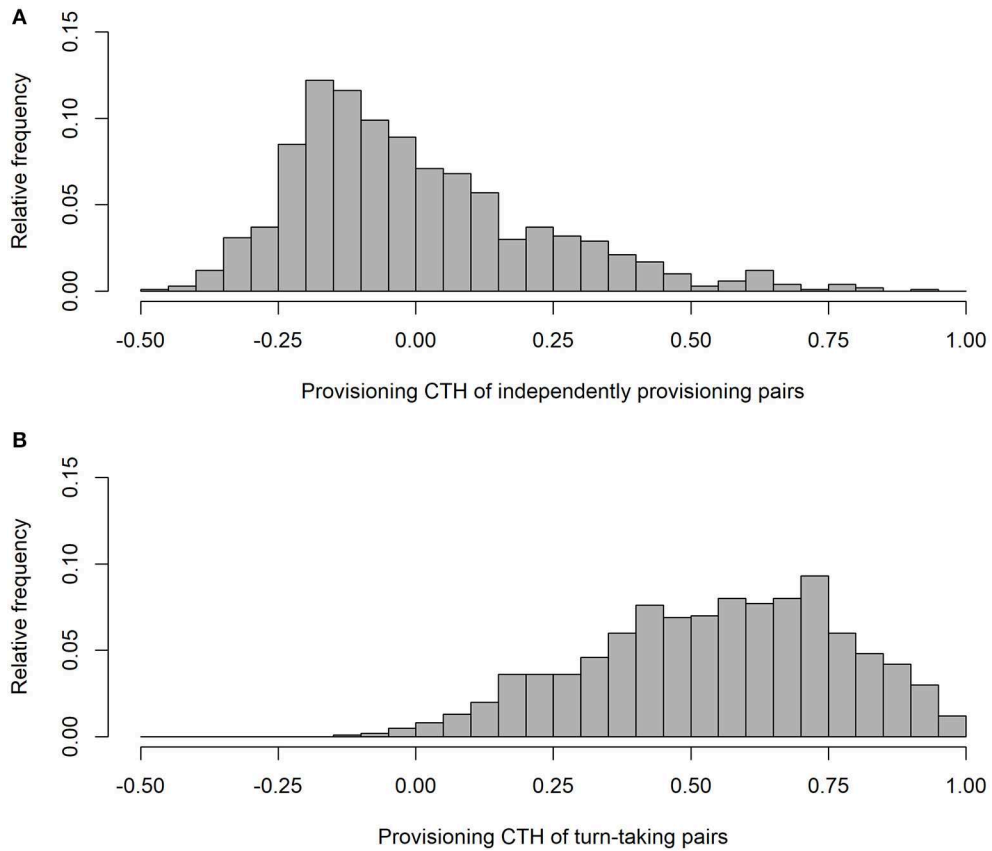 A
Relative frequency
0.15
0.10
0.05
0.00
-0.50 -0.25 0.00 0.25 0.50 0.75 1.00
Provisioning CTH of independently provisioning pairs
B
Relative frequency
0.15
0.10
0.05
0.00
-0.50 -0.25 0.00 0.25 0.50 0.75 1.00
Provisioning CTH of turn-taking pairs